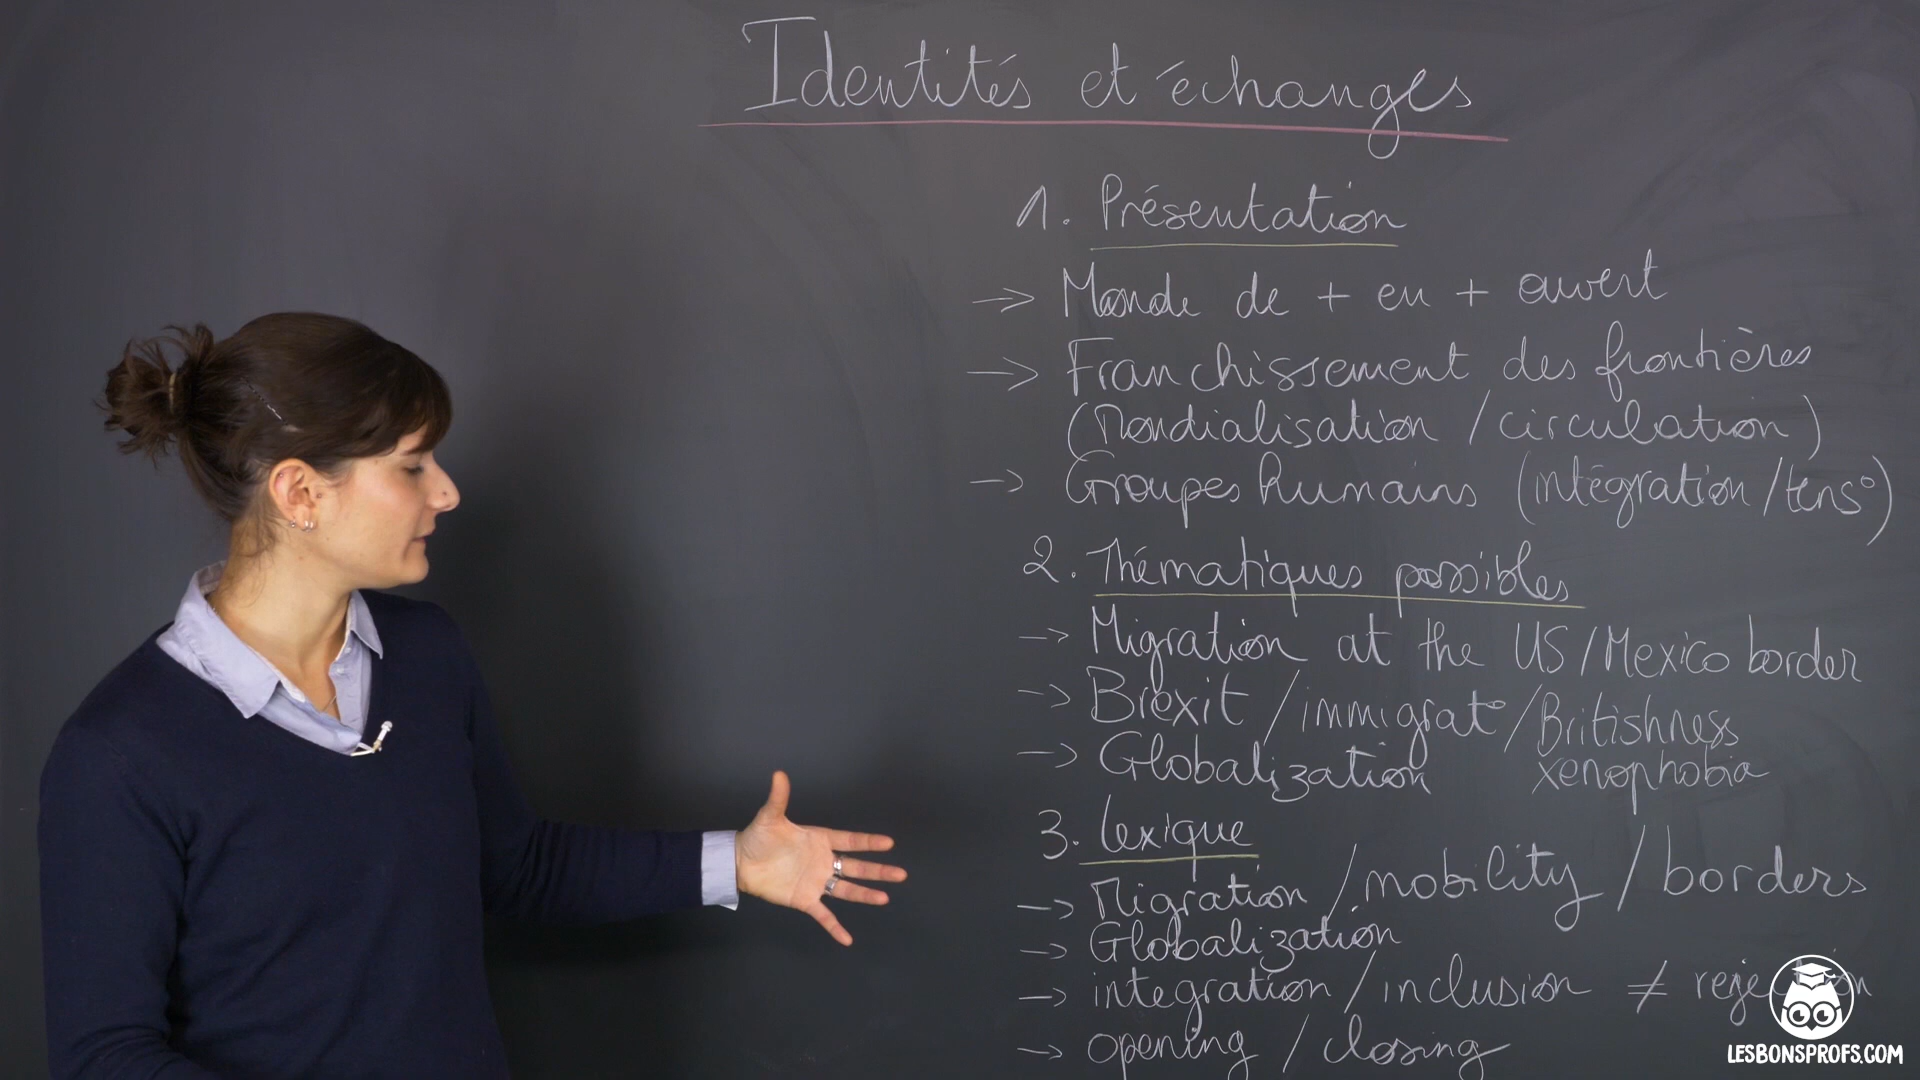 Identités et échanges
1. Présentation
→ Monde de + en + ouvert
→ Franchissement des frontières
(Mondialisation / circulation)
→ Groupes humains (intégration / tens°)
2. Thématiques possibles
→ Migration at the US / Mexico border
→ Brexit / immigrat° / Britishness
xenophobia
→ Globalization
3. Lexique
→ Migration / mobility / borders
→ Globalization
→ integration / inclusion ≠ rejection
→ opening / closing
LESBONSPROFS.COM